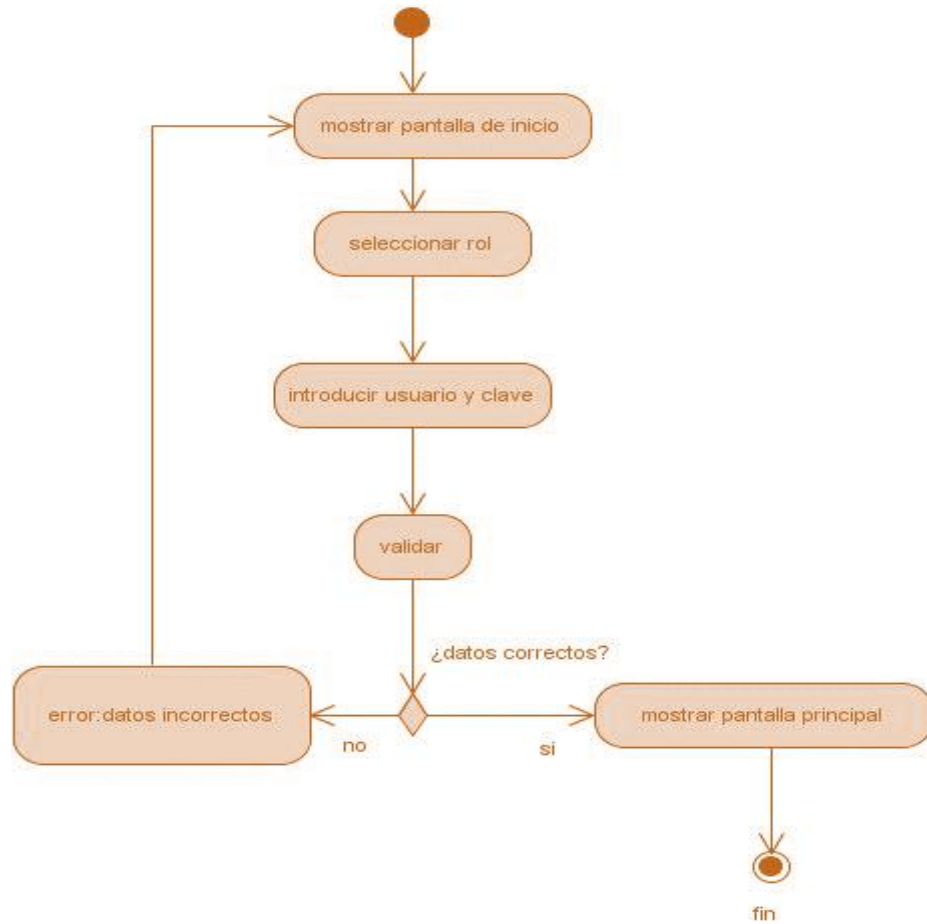 mostrar pantalla de inicio
seleccionar rol
introducir usuario y clave
validar
¿datos correctos?
error:datos incorrectos
mostrar pantalla principal
no
si
fin